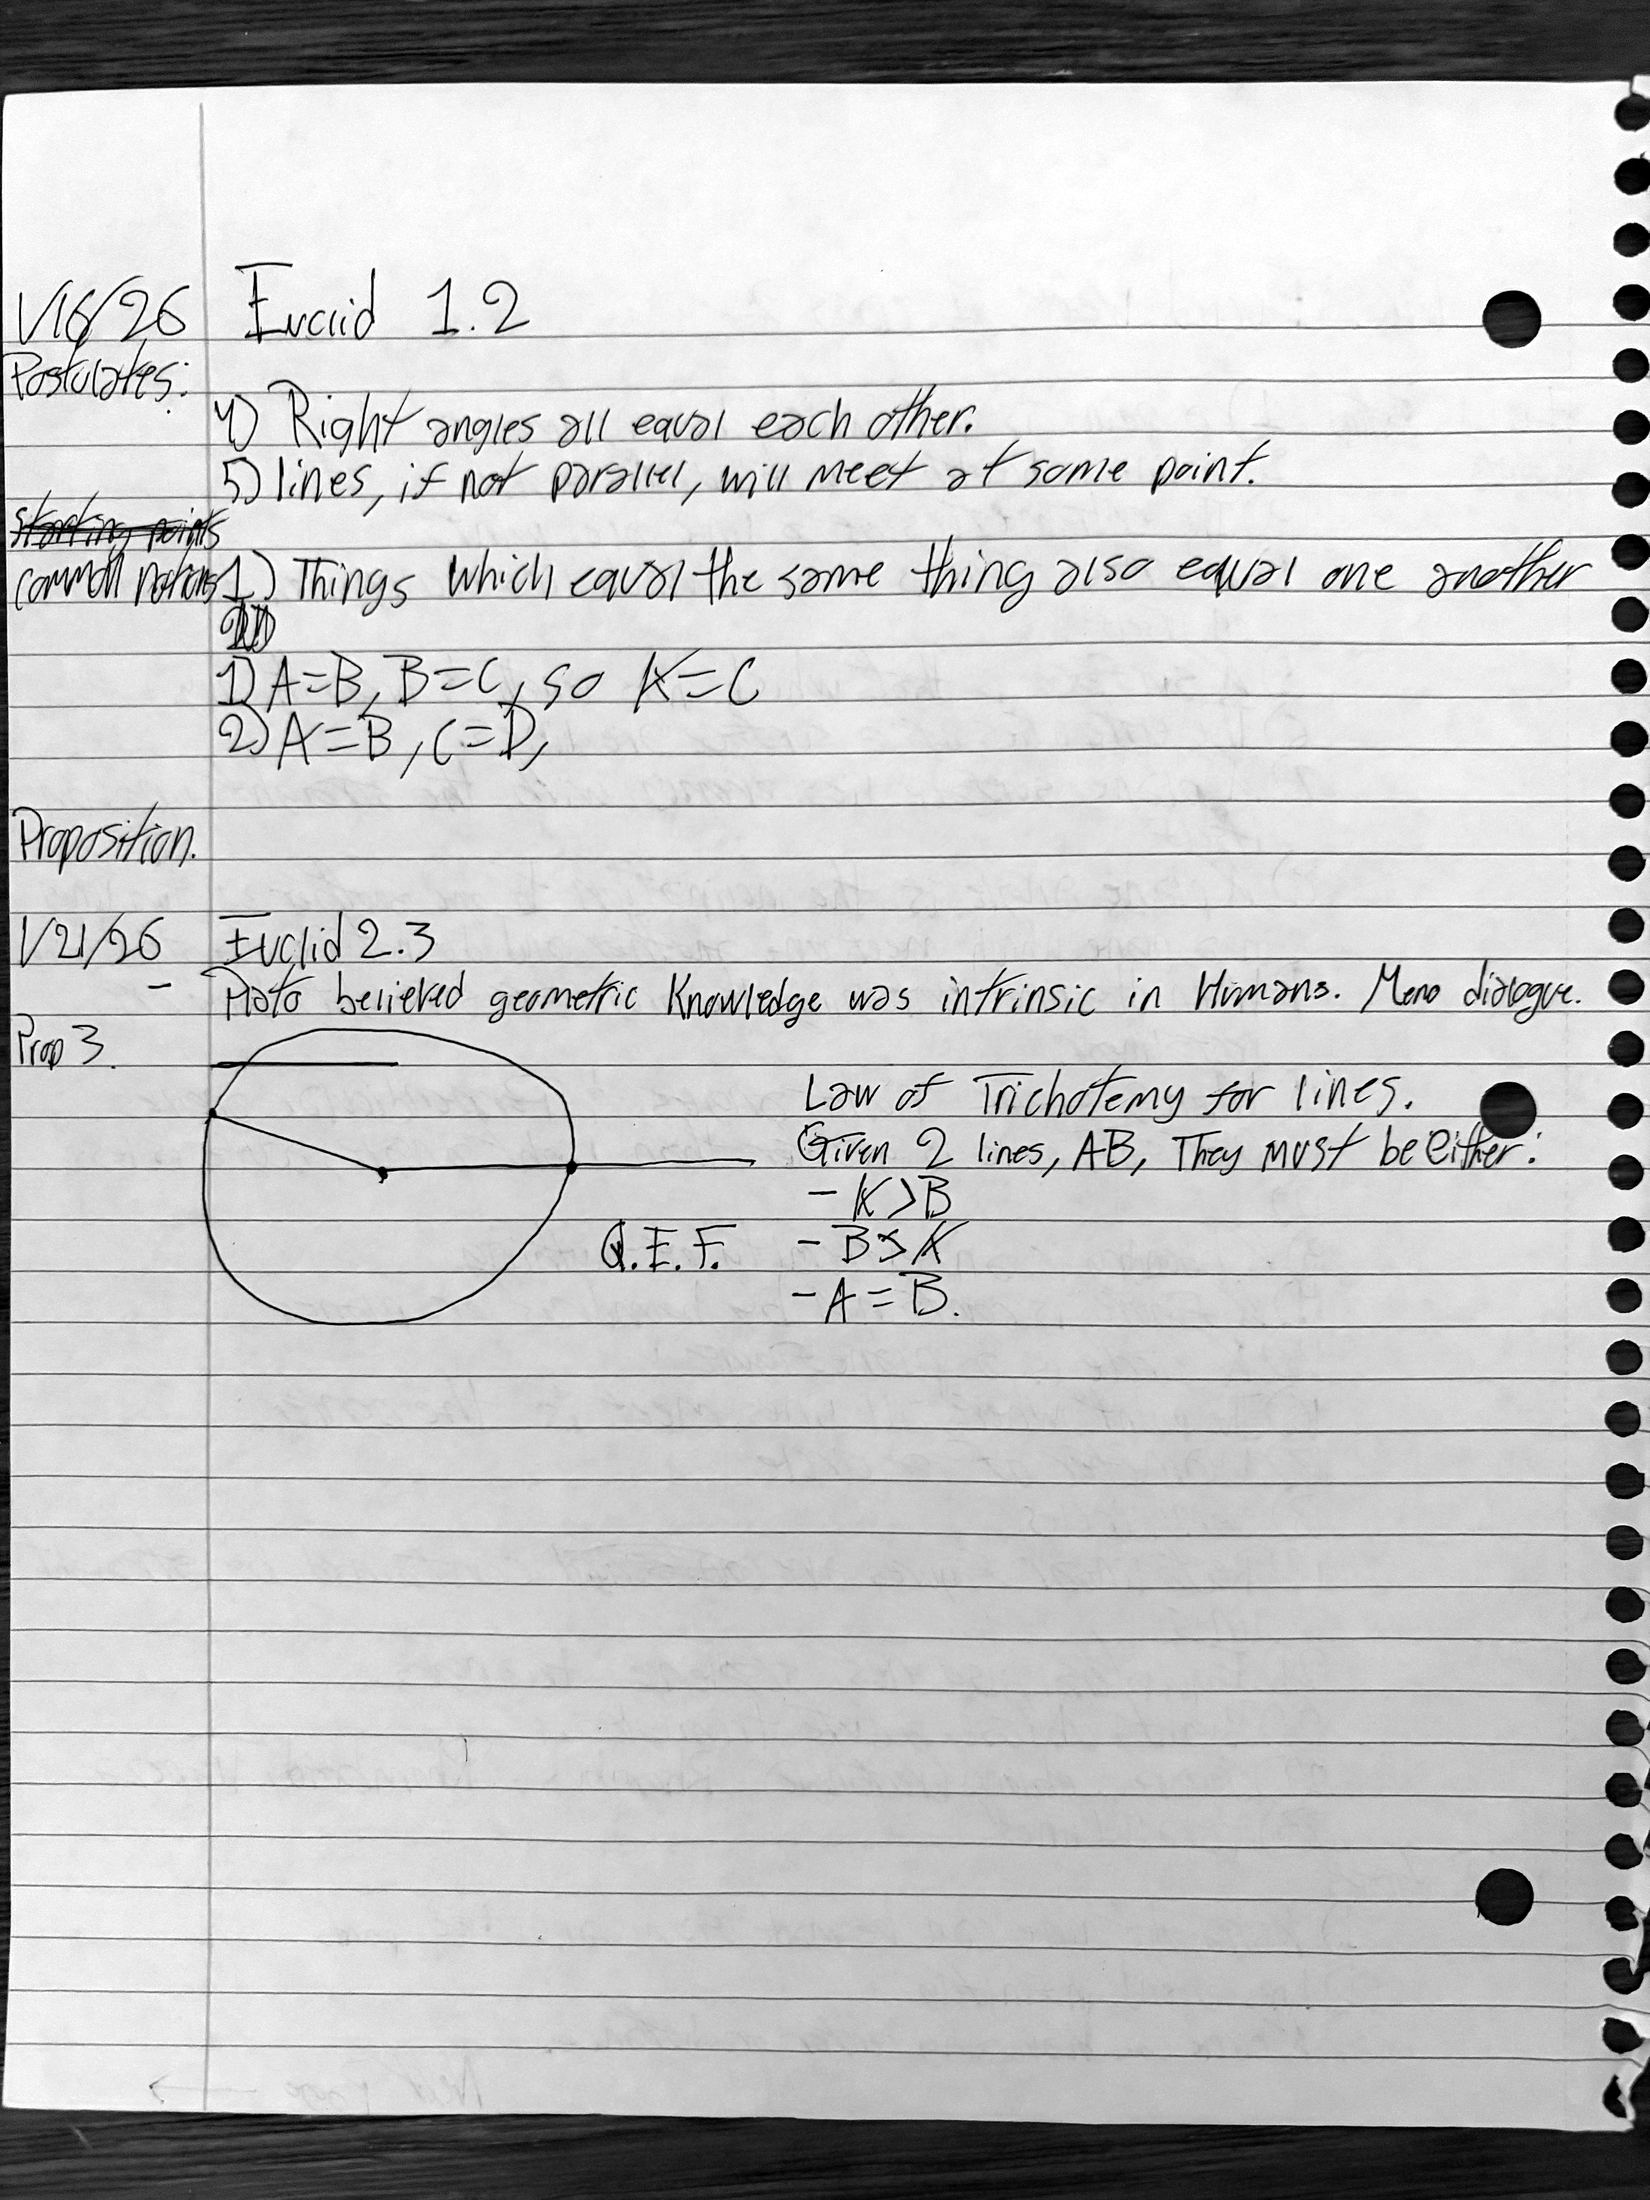 1/16/26 Euclid 1.2
Postulates:
4) Right angles all equal each other.
5) lines, if not parallel, will meet at some point.
starting points
common notions 1.) Things which equal the same thing also equal one another
1) A=B, B=C, so A=C
2) A=B, C=D,
Proposition.
1/21/26 Euclid 2.3
- Plato believed geometric Knowledge was intrinsic in Humans. Meno dialogue.
Prop 3.
Law of Trichotemy for lines.
Given 2 lines, AB, They must be either:
- A>B
Q.E.F. - B>A
- A=B.